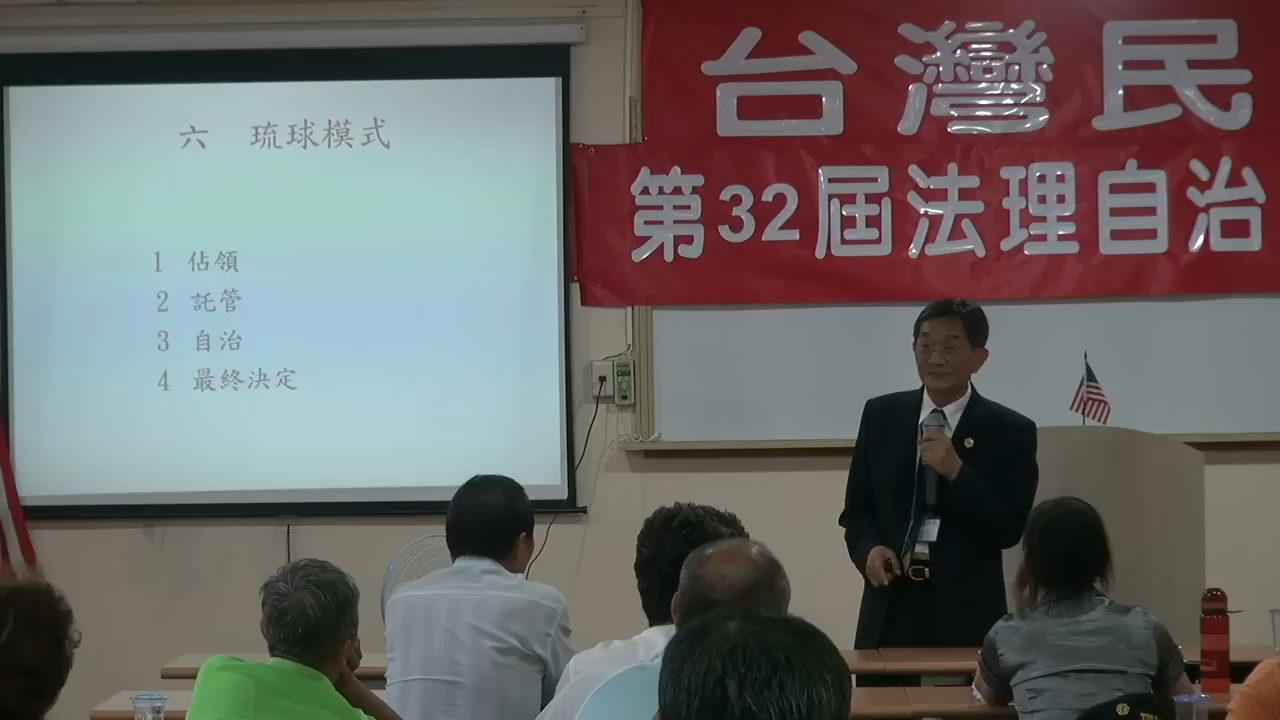 六 琉球模式
1 佔領
2 託管
3 自治
4 最終決定
台灣民
第32屆法理自治